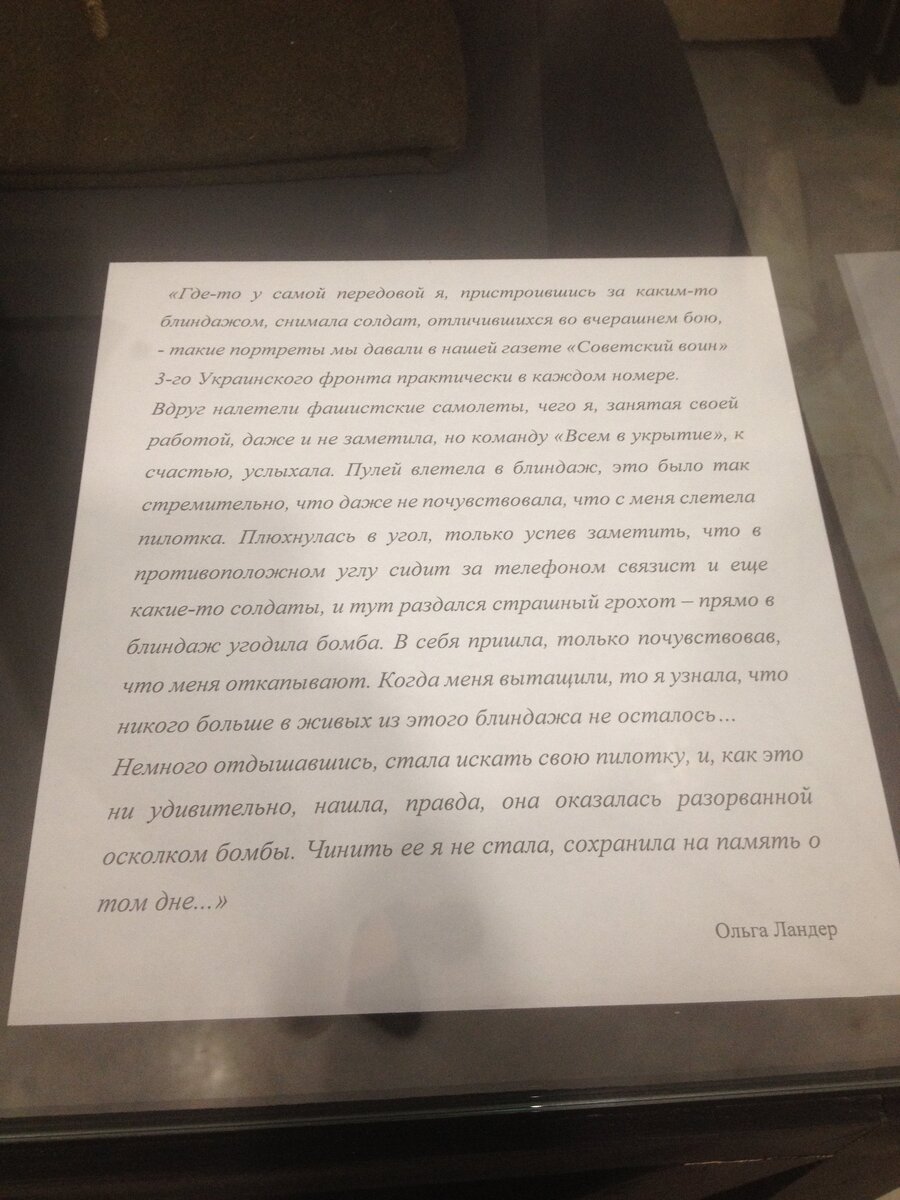 «Где-то у самой передовой я, пристроившись за каким-то
блиндажом, снимала солдат, отличившихся во вчерашнем бою,
- такие портреты мы давали в нашей газете «Советский воин»
3-го Украинского фронта практически в каждом номере.
Вдруг налетели фашистские самолеты, чего я, занятая своей
работой, даже и не заметила, но команду «Всем в укрытие», к
счастью, услыхала. Пулей влетела в блиндаж, это было так
стремительно, что даже не почувствовала, что с меня слетела
пилотка. Плюхнулась в угол, только успев заметить, что в
противоположном углу сидит за телефоном связист и еще
какие-то солдаты, и тут раздался страшный грохот – прямо в
блиндаж угодила бомба. В себя пришла, только почувствовав,
что меня откапывают. Когда меня вытащили, то я узнала, что
никого больше в живых из этого блиндажа не осталось...
Немного отдышавшись, стала искать свою пилотку, и, как это
ни удивительно, нашла, правда, она оказалась разорванной
осколком бомбы. Чинить ее я не стала, сохранила на память о
том дне...»
Ольга Ландер